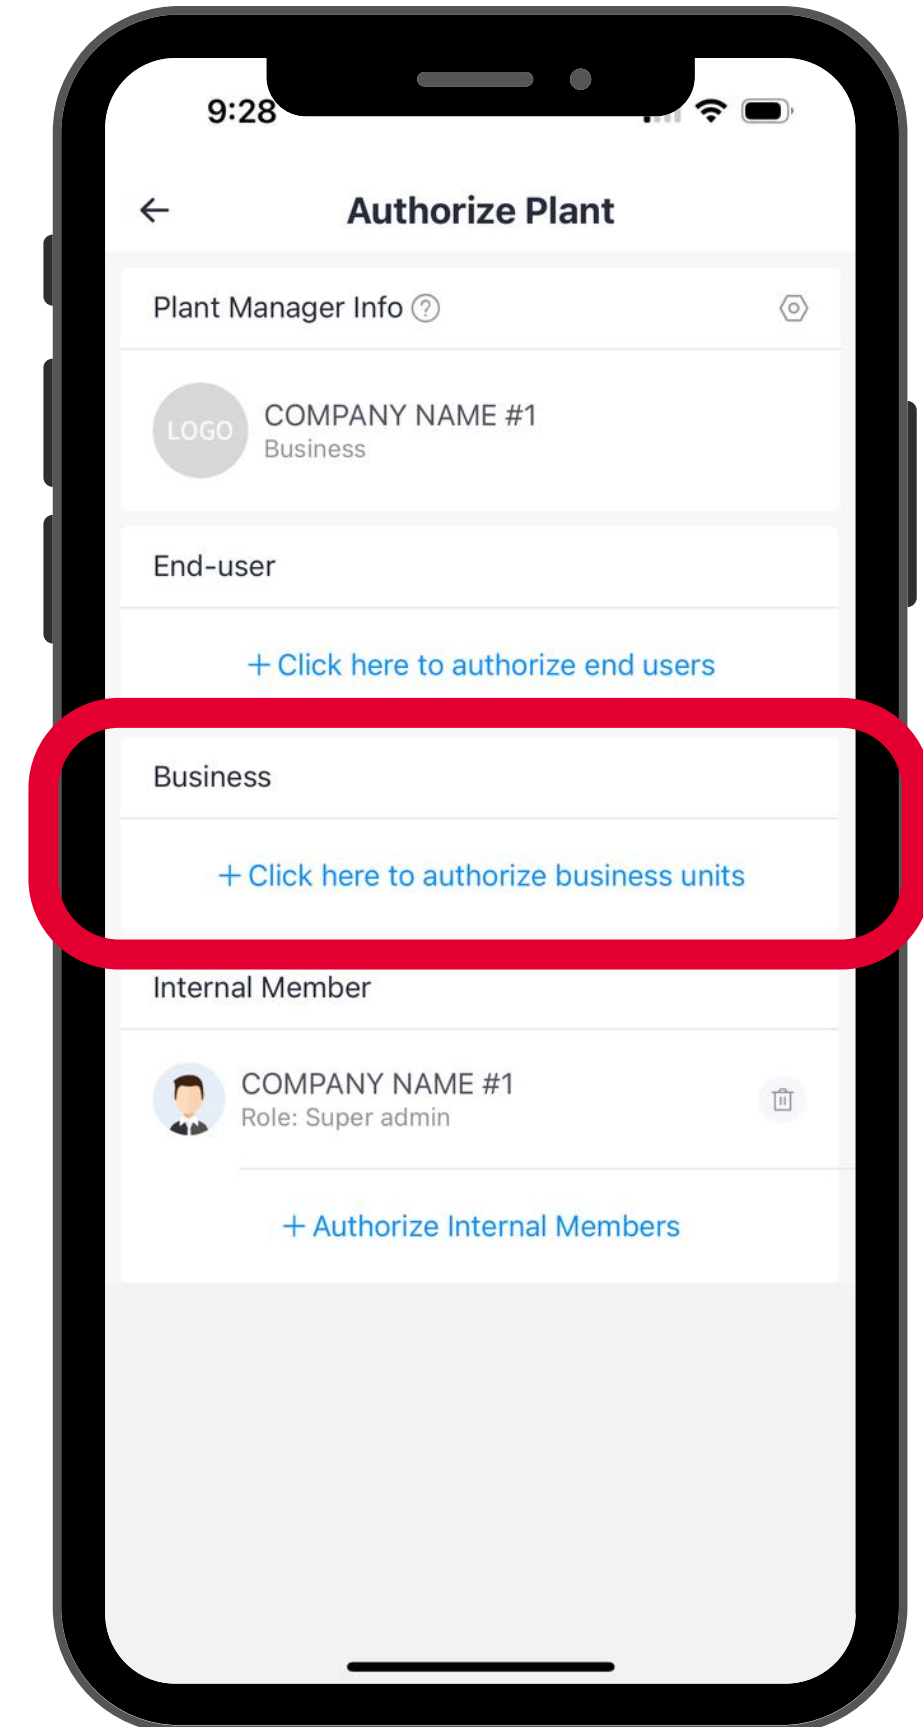 9:28
Authorize Plant
Plant Manager Info ?
LOGO
COMPANY NAME #1
Business
End-user
+ Click here to authorize end users
Business
+ Click here to authorize business units
Internal Member
COMPANY NAME #1
Role: Super admin
+ Authorize Internal Members